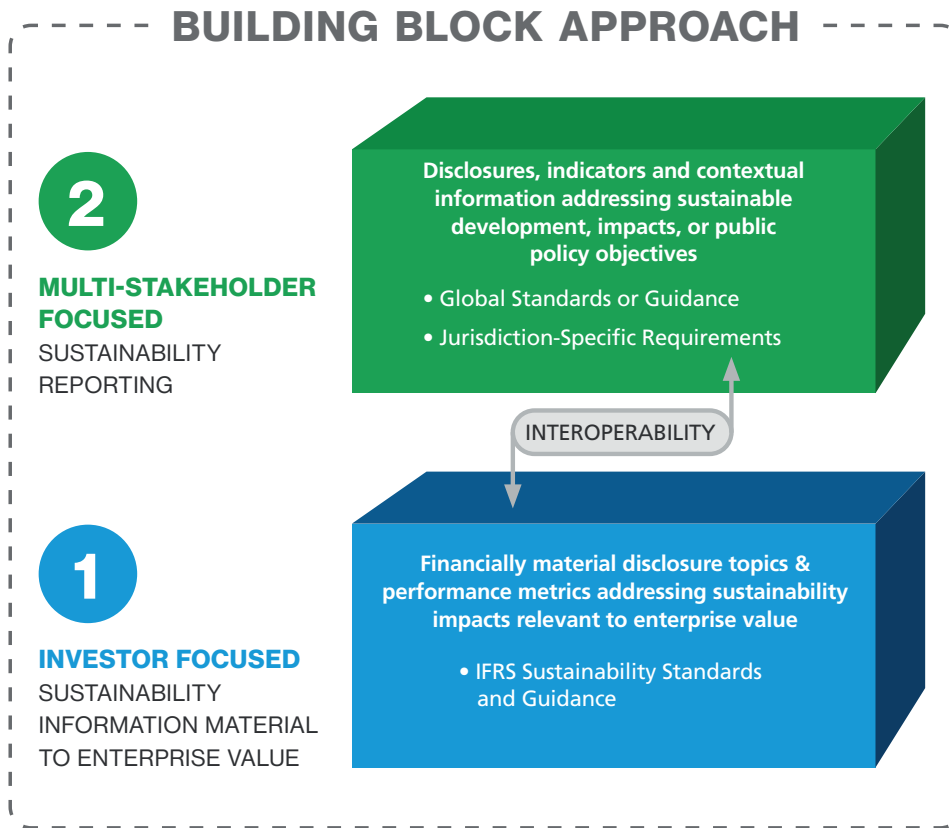 BUILDING BLOCK APPROACH
2
MULTI-STAKEHOLDER
FOCUSED
SUSTAINABILITY
REPORTING
Disclosures, indicators and contextual
information addressing sustainable
development, impacts, or public
policy objectives
• Global Standards or Guidance
• Jurisdiction-Specific Requirements
INTEROPERABILITY
1
INVESTOR FOCUSED
SUSTAINABILITY
INFORMATION MATERIAL
TO ENTERPRISE VALUE
Financially material disclosure topics &
performance metrics addressing sustainability
impacts relevant to enterprise value
• IFRS Sustainability Standards
and Guidance